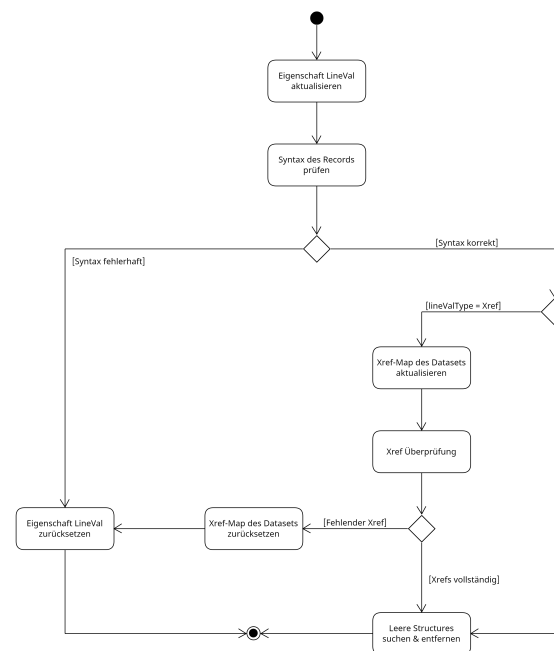 Eigenschaft LineVal
aktualisieren
Syntax des Records
prüfen
[Syntax korrekt]
[Syntax fehlerhaft]
[lineValType = Xref]
Xref-Map des Datasets
aktualisieren
Xref Überprüfung
Eigenschaft LineVal
zurücksetzen
Xref-Map des Datasets
zurücksetzen
[Fehlender Xref]
[Xrefs vollständig]
Leere Structures
suchen & entfernen